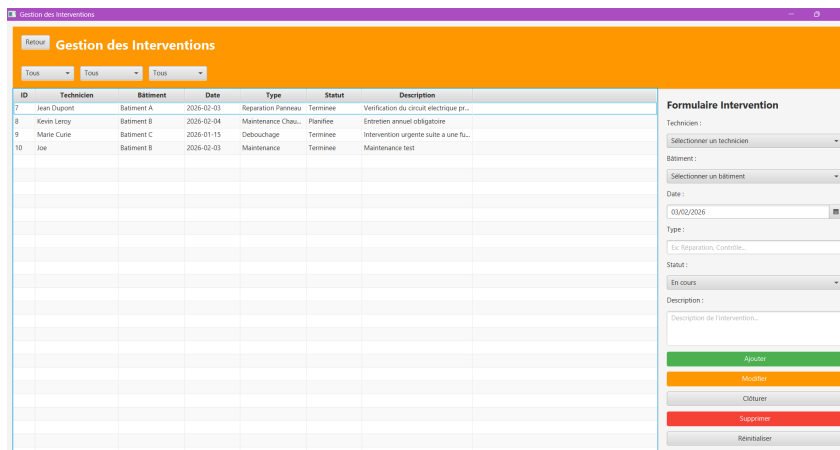 Gestion des Interventions
Retour Gestion des Interventions
Tous Tous Tous
ID Technicien Bâtiment Date Type Statut Description
7 Jean Dupont Batiment A 2026-02-03 Reparation Panneau Terminee Verification du circuit electrique pr...
8 Kevin Leroy Batiment B 2026-02-04 Maintenance Chau... Planifiee Entretien annuel obligatoire
9 Marie Curie Batiment C 2026-01-15 Debouchage Terminee Intervention urgente suite a une fu...
10 Joe Batiment B 2026-02-03 Maintenance Terminee Maintenance test
Formulaire Intervention
Technicien :
Sélectionner un technicien
Bâtiment :
Sélectionner un bâtiment
Date :
03/02/2026
Type :
Ex: Réparation, Contrôle...
Statut :
En cours
Description :
Description de l'intervention...
Ajouter
Modifier
Clôturer
Supprimer
Réinitialiser